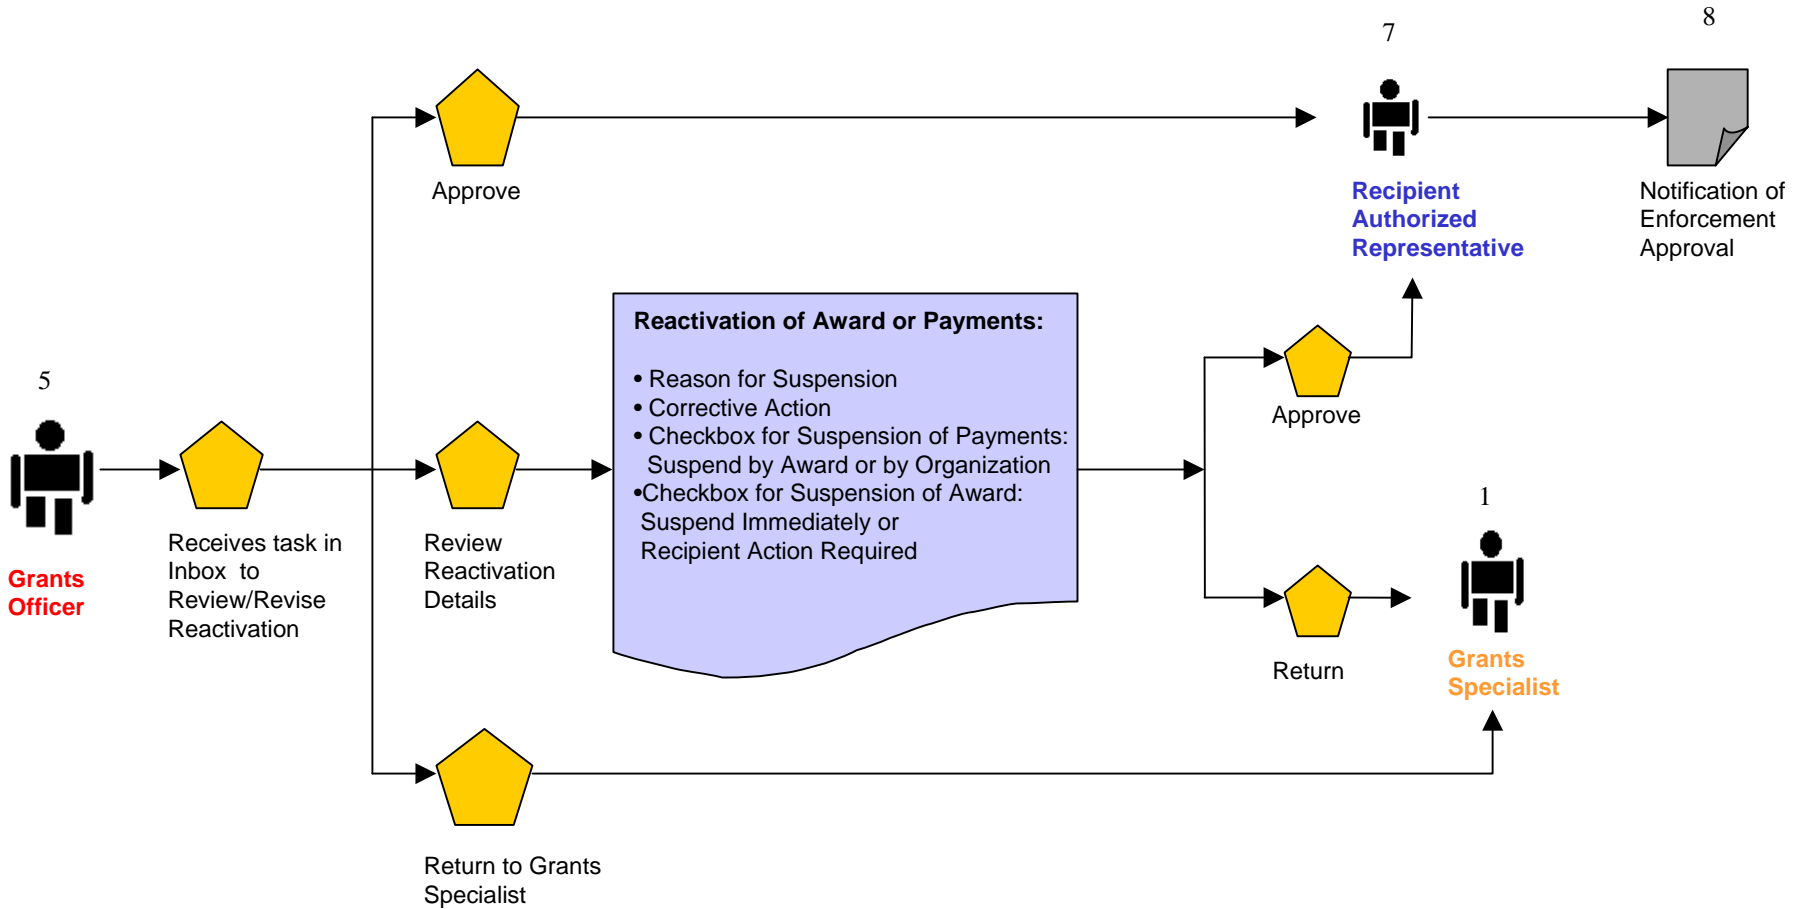 8
7
Approve
Recipient
Authorized
Representative
Notification of
Enforcement
Approval
5
Grants
Officer
Receives task in
Inbox  to
Review/Revise
Reactivation
Review
Reactivation
Details
Reactivation of Award or Payments:
• Reason for Suspension
• Corrective Action
• Checkbox for Suspension of Payments:
Suspend by Award or by Organization
•Checkbox for Suspension of Award:
Suspend Immediately or
Recipient Action Required
Approve
1
Return
Grants
Specialist
Return to Grants
Specialist